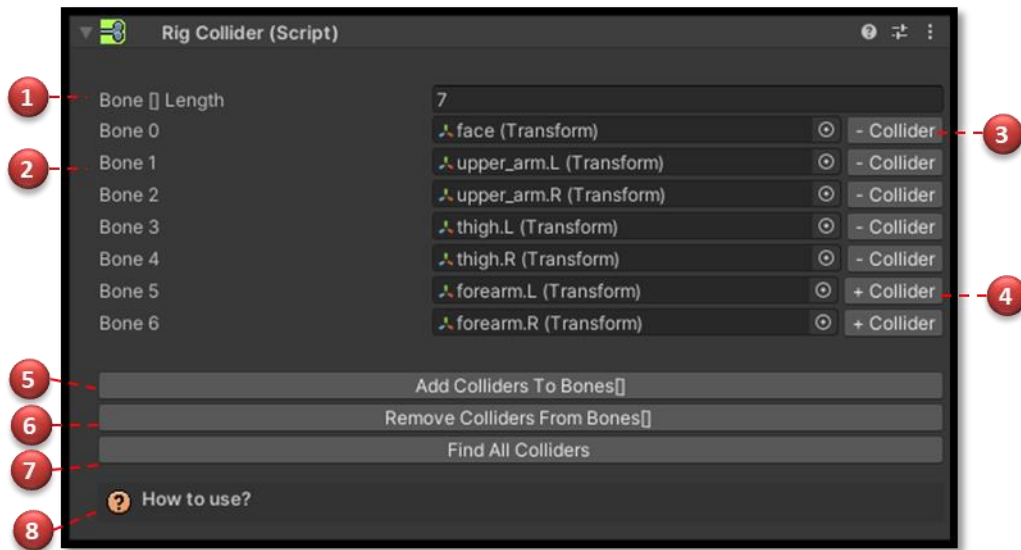 Rig Collider (Script)
1 Bone [] Length 7
Bone 0 face (Transform) - Collider 3
2 Bone 1 upper_arm.L (Transform) - Collider
Bone 2 upper_arm.R (Transform) - Collider
Bone 3 thigh.L (Transform) - Collider
Bone 4 thigh.R (Transform) - Collider
Bone 5 forearm.L (Transform) + Collider 4
Bone 6 forearm.R (Transform) + Collider
5 Add Colliders To Bones[]
6 Remove Colliders From Bones[]
7 Find All Colliders
8 ? How to use?